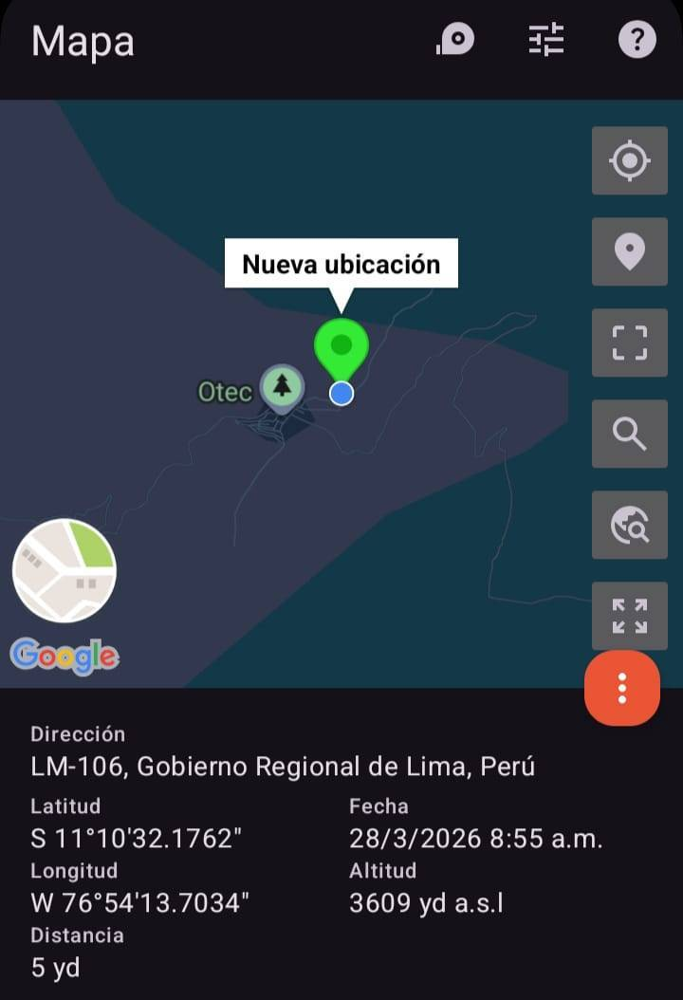 Mapa
?
Nueva ubicación
Otec
Google
Dirección
LM-106, Gobierno Regional de Lima, Perú
Latitud
S 11°10'32.1762"
Fecha
28/3/2026 8:55 a.m.
Longitud
W 76°54'13.7034"
Altitud
3609 yd a.s.l
Distancia
5 yd